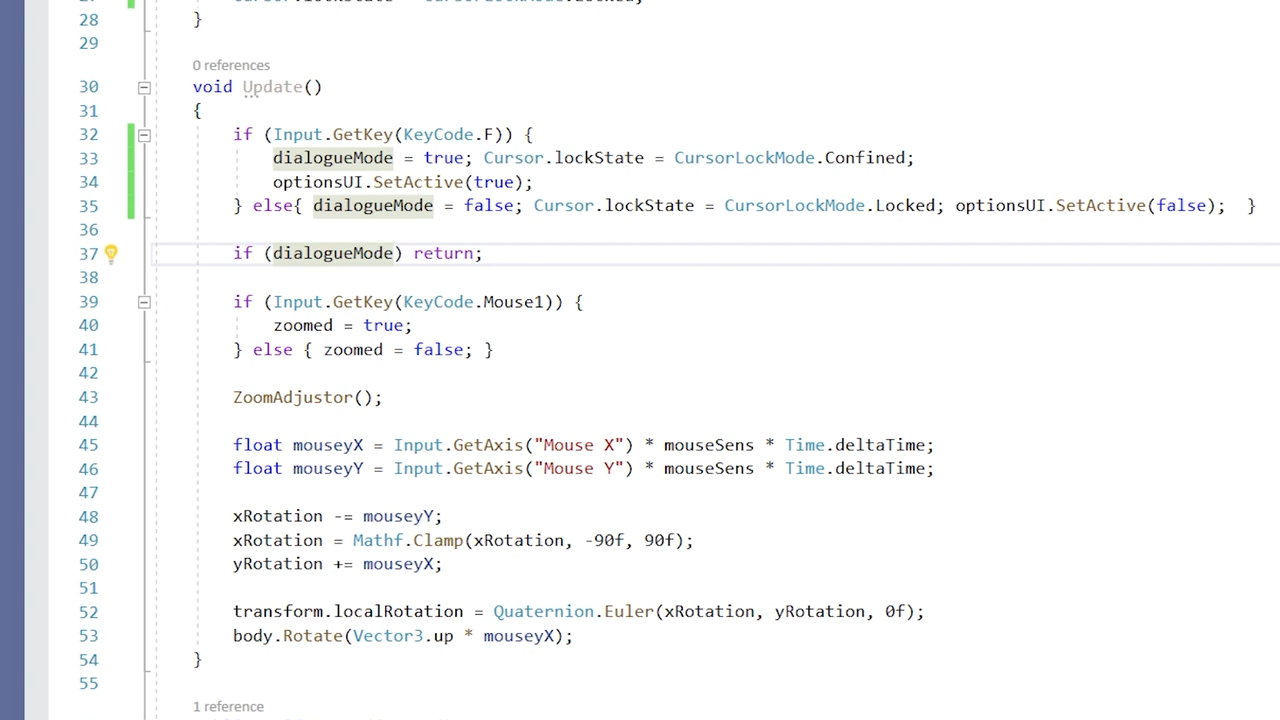 28 }
29
0 references
30 void Update()
31 {
32 if (Input.GetKey(KeyCode.F)) {
33 dialogueMode = true; Cursor.lockState = CursorLockMode.Confined;
34 optionsUI.SetActive(true);
35 } else{ dialogueMode = false; Cursor.lockState = CursorLockMode.Locked; optionsUI.SetActive(false); }
36
37 if (dialogueMode) return;
38
39 if (Input.GetKey(KeyCode.Mouse1)) {
40 zoomed = true;
41 } else { zoomed = false; }
42
43 ZoomAdjustor();
44
45 float mouseyX = Input.GetAxis("Mouse X") * mouseSens * Time.deltaTime;
46 float mouseyY = Input.GetAxis("Mouse Y") * mouseSens * Time.deltaTime;
47
48 xRotation -= mouseyY;
49 xRotation = Mathf.Clamp(xRotation, -90f, 90f);
50 yRotation += mouseyX;
51
52 transform.localRotation = Quaternion.Euler(xRotation, yRotation, 0f);
53 body.Rotate(Vector3.up * mouseyX);
54 }
55
1 reference